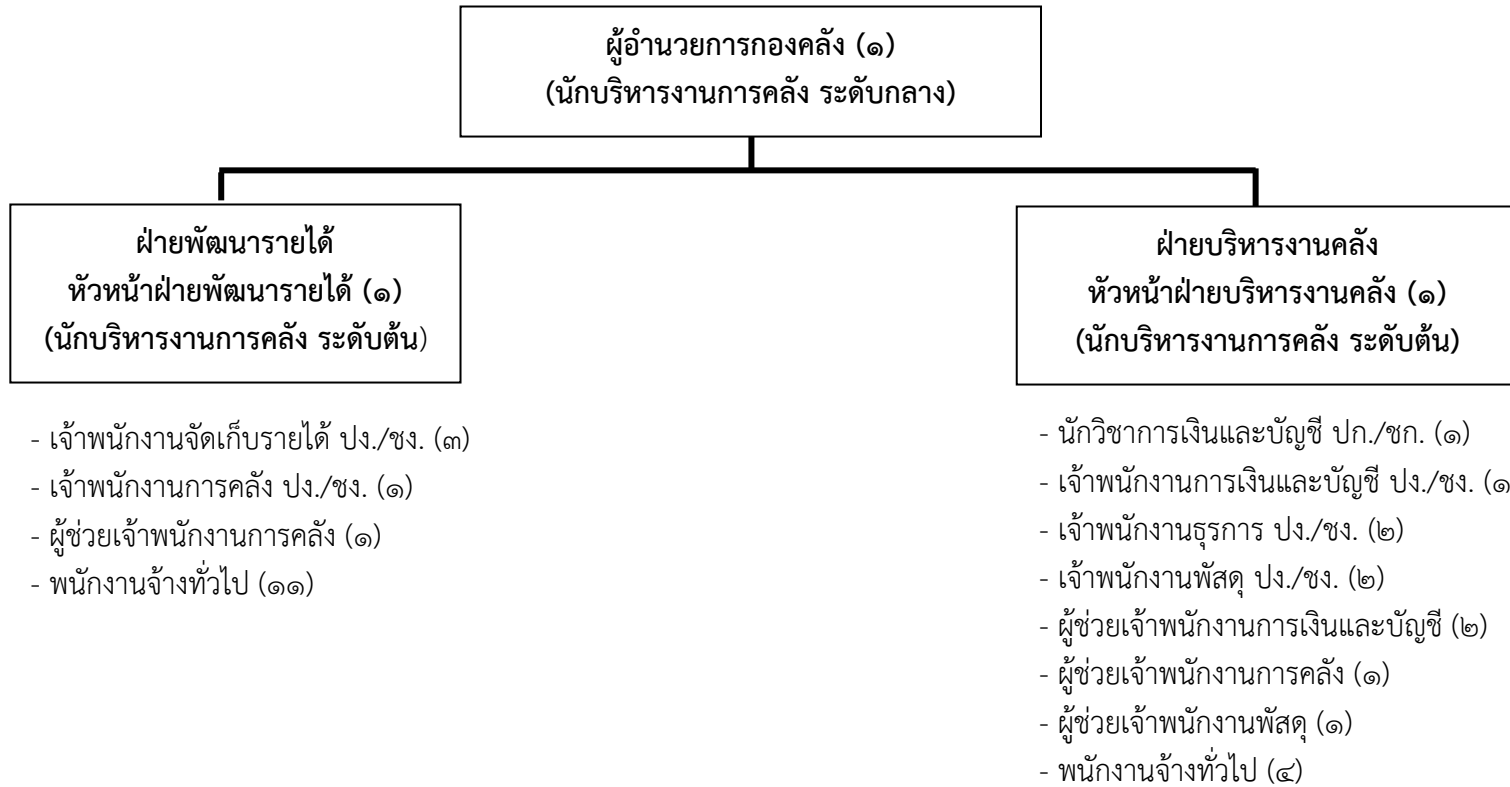 ผู้อำนวยการกองคลัง (๑)
(นักบริหารงานการคลัง ระดับกลาง)
ฝ่ายพัฒนารายได้
หัวหน้าฝ่ายพัฒนารายได้ (๑)
(นักบริหารงานการคลัง ระดับต้น)
- เจ้าพนักงานจัดเก็บรายได้ ปง./ชง. (๓)
- เจ้าพนักงานการคลัง ปง./ชง. (๑)
- ผู้ช่วยเจ้าพนักงานการคลัง (๑)
- พนักงานจ้างทั่วไป (๑๑)
ฝ่ายบริหารงานคลัง
หัวหน้าฝ่ายบริหารงานคลัง (๑)
(นักบริหารงานการคลัง ระดับต้น)
- นักวิชาการเงินและบัญชี ปก./ชก. (๑)
- เจ้าพนักงานการเงินและบัญชี ปง./ชง. (๑
- เจ้าพนักงานธุรการ ปง./ชง. (๒)
- เจ้าพนักงานพัสดุ ปง./ชง. (๒)
- ผู้ช่วยเจ้าพนักงานการเงินและบัญชี (๒)
- ผู้ช่วยเจ้าพนักงานการคลัง (๑)
- ผู้ช่วยเจ้าพนักงานพัสดุ (๑)
- พนักงานจ้างทั่วไป (๔)